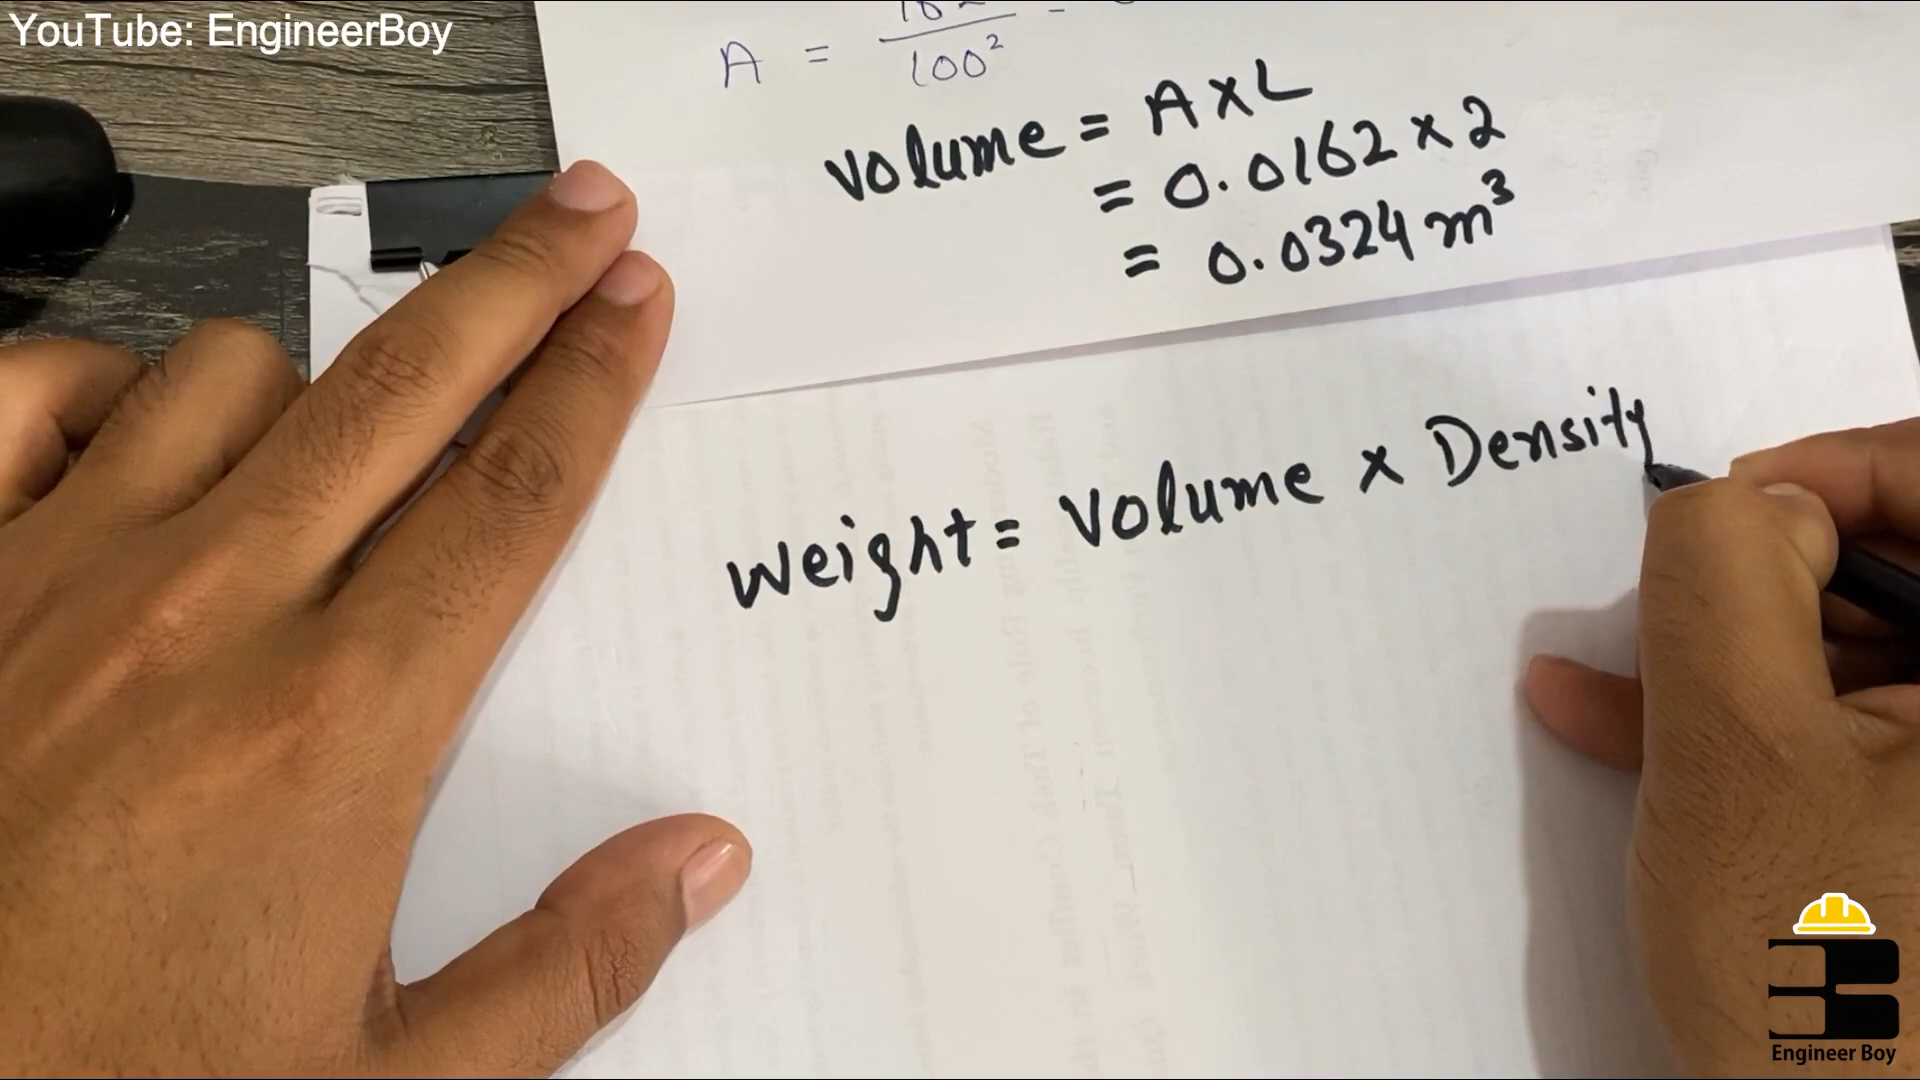 YouTube: EngineerBoy
A =
100²
volume = A x L
= 0.0162 x 2
= 0.0324 m³
weight = volume x Density
Engineer Boy